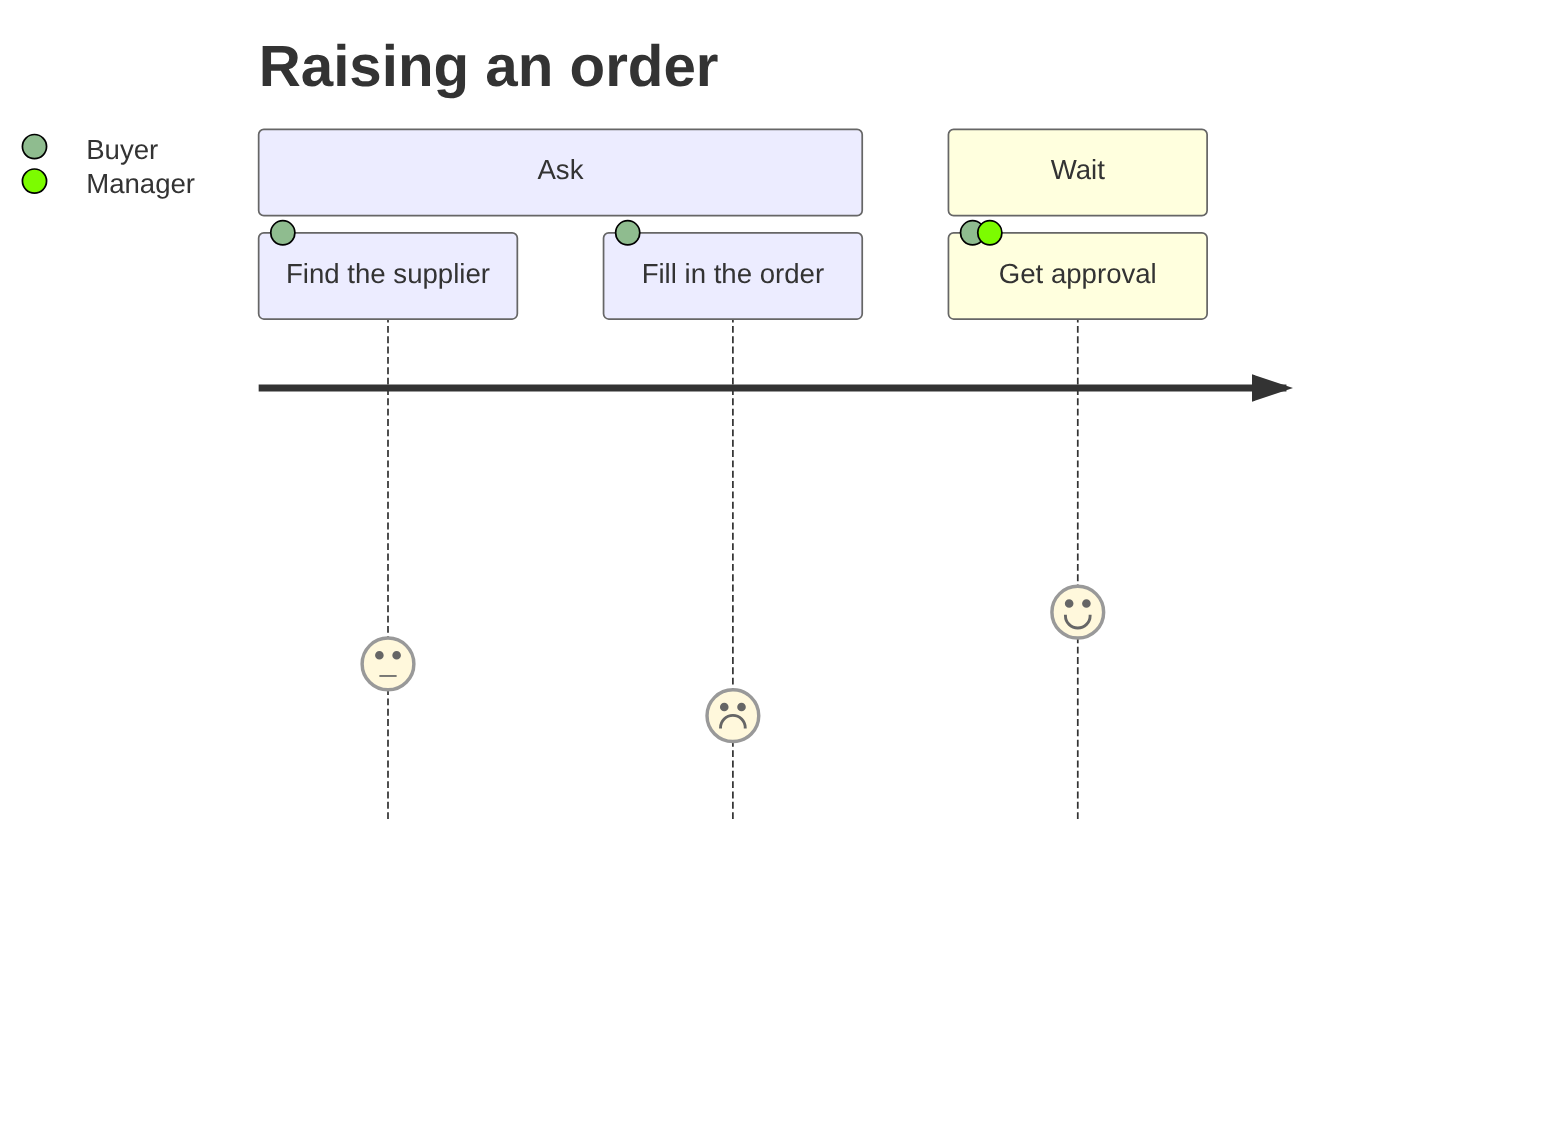 Raising an order
Buyer
Manager
Ask
Wait
Find the supplier
Fill in the order
Get approval